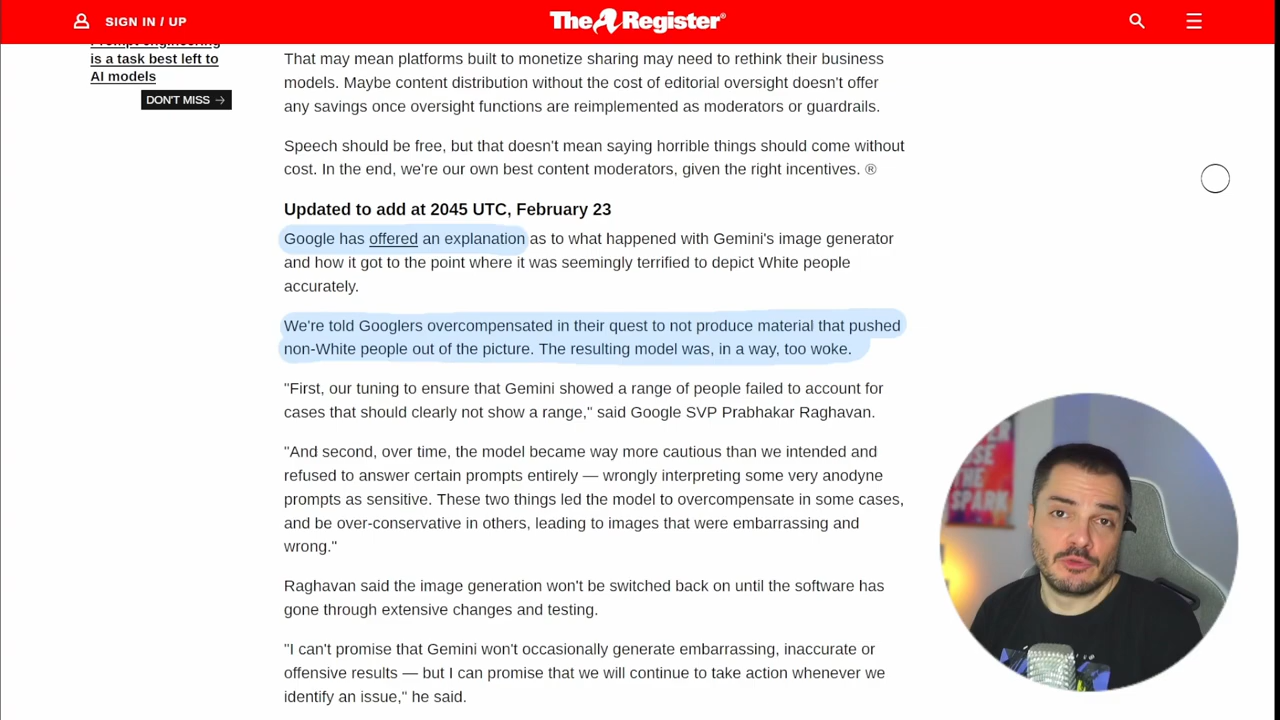 SIGN IN / UP
The Register
Prompt engineering
is a task best left to
AI models
DON'T MISS →
That may mean platforms built to monetize sharing may need to rethink their business
models. Maybe content distribution without the cost of editorial oversight doesn't offer
any savings once oversight functions are reimplemented as moderators or guardrails.
Speech should be free, but that doesn't mean saying horrible things should come without
cost. In the end, we're our own best content moderators, given the right incentives. ®
Updated to add at 2045 UTC, February 23
Google has offered an explanation as to what happened with Gemini's image generator
and how it got to the point where it was seemingly terrified to depict White people
accurately.
We're told Googlers overcompensated in their quest to not produce material that pushed
non-White people out of the picture. The resulting model was, in a way, too woke.
"First, our tuning to ensure that Gemini showed a range of people failed to account for
cases that should clearly not show a range," said Google SVP Prabhakar Raghavan.
"And second, over time, the model became way more cautious than we intended and
refused to answer certain prompts entirely — wrongly interpreting some very anodyne
prompts as sensitive. These two things led the model to overcompensate in some cases,
and be over-conservative in others, leading to images that were embarrassing and
wrong."
Raghavan said the image generation won't be switched back on until the software has
gone through extensive changes and testing.
"I can't promise that Gemini won't occasionally generate embarrassing, inaccurate or
offensive results — but I can promise that we will continue to take action whenever we
identify an issue," he said.
THE
SPARK